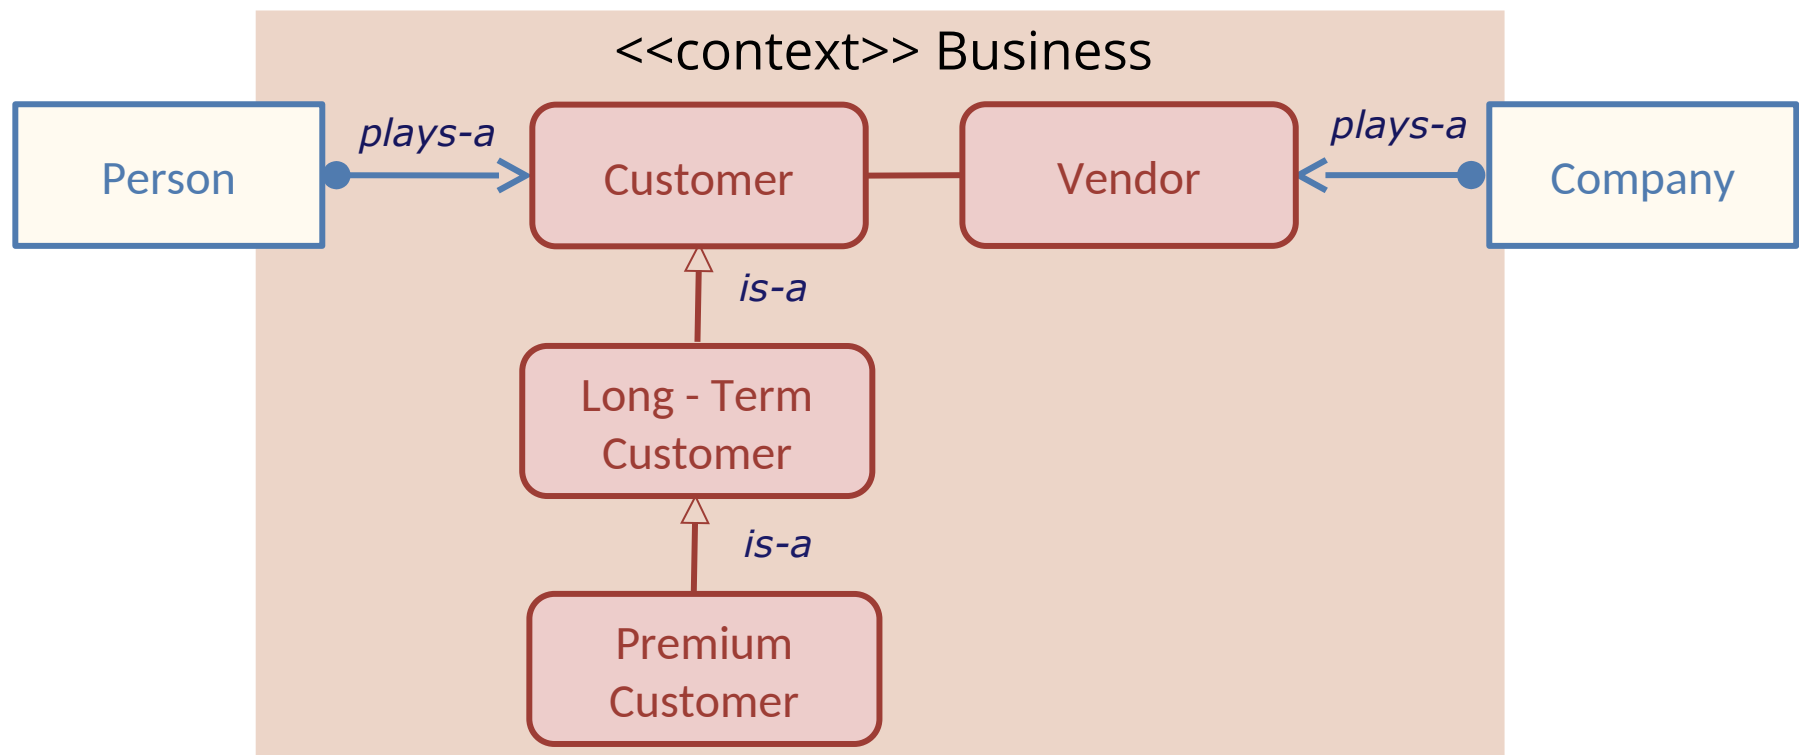 <<context>> Business
Person
plays-a
Customer
Vendor
plays-a
Company
is-a
Long - Term
Customer
is-a
Premium
Customer